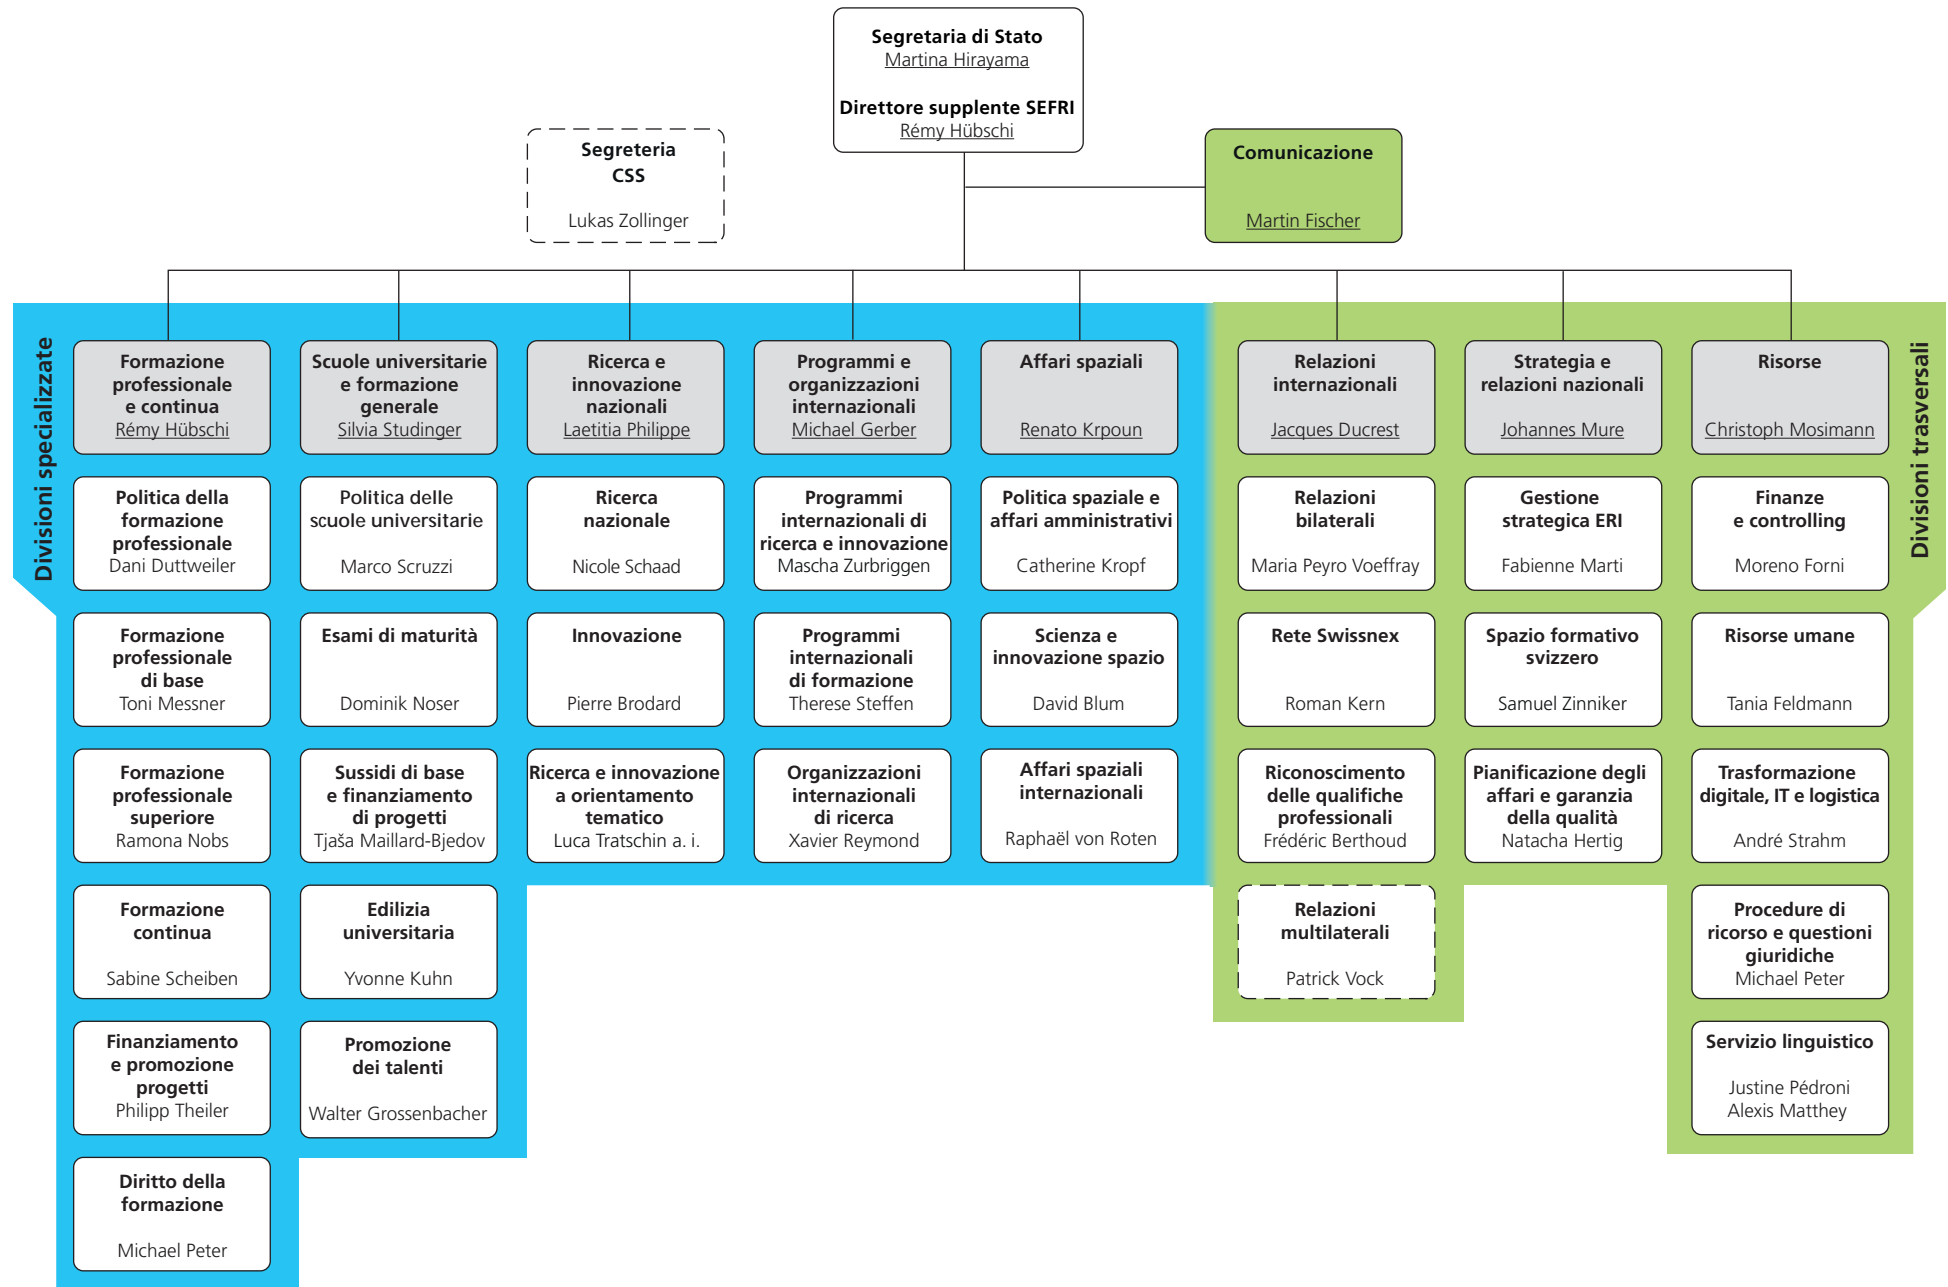 Segretaria di Stato
Martina Hirayama
Direttore supplente SEFRI
Rémy Hübschi
Segreteria
CSS
Lukas Zollinger
Comunicazione
Martin Fischer
Divisioni specializzate
Formazione
professionale
e continua
Rémy Hübschi
Politica della
formazione
professionale
Dani Duttweiler
Formazione
professionale
di base
Toni Messner
Formazione
professionale
superiore
Ramona Nobs
Formazione
continua
Sabine Scheiben
Finanziamento
e promozione
progetti
Philipp Theiler
Diritto della
formazione
Michael Peter
Scuole universitarie
e formazione
generale
Silvia Studinger
Politica delle
scuole universitarie
Marco Scruzzi
Esami di maturità
Dominik Noser
Sussidi di base
e finanziamento
di progetti
Tjaša Maillard-Bjedov
Edilizia
universitaria
Yvonne Kuhn
Promozione
dei talenti
Walter Grossenbacher
Ricerca e
innovazione
nazionali
Laetitia Philippe
Ricerca
nazionale
Nicole Schaad
Innovazione
Pierre Brodard
Ricerca e innovazione
a orientamento
tematico
Luca Tratschin a. i.
Programmi e
organizzazioni
internazionali
Michael Gerber
Programmi
internazionali di
ricerca e innovazione
Mascha Zurbriggen
Programmi
internazionali
di formazione
Therese Steffen
Organizzazioni
internazionali
di ricerca
Xavier Reymond
Affari spaziali
Renato Krpoun
Politica spaziale e
affari amministrativi
Catherine Kropf
Scienza e
innovazione spazio
David Blum
Affari spaziali
internazionali
Raphaël von Roten
Relazioni
internazionali
Jacques Ducrest
Relazioni
bilaterali
Maria Peyro Voeffray
Rete Swissnex
Roman Kern
Riconoscimento
delle qualifiche
professionali
Frédéric Berthoud
Relazioni
multilaterali
Patrick Vock
Strategia e
relazioni nazionali
Johannes Mure
Gestione
strategica ERI
Fabienne Marti
Spazio formativo
svizzero
Samuel Zinniker
Pianificazione degli
affari e garanzia
della qualità
Natacha Hertig
Risorse
Christoph Mosimann
Finanze
e controlling
Moreno Forni
Risorse umane
Tania Feldmann
Trasformazione
digitale, IT e logistica
André Strahm
Procedure di
ricorso e questioni
giuridiche
Michael Peter
Servizio linguistico
Justine Pédroni
Alexis Matthey
Divisioni trasversali